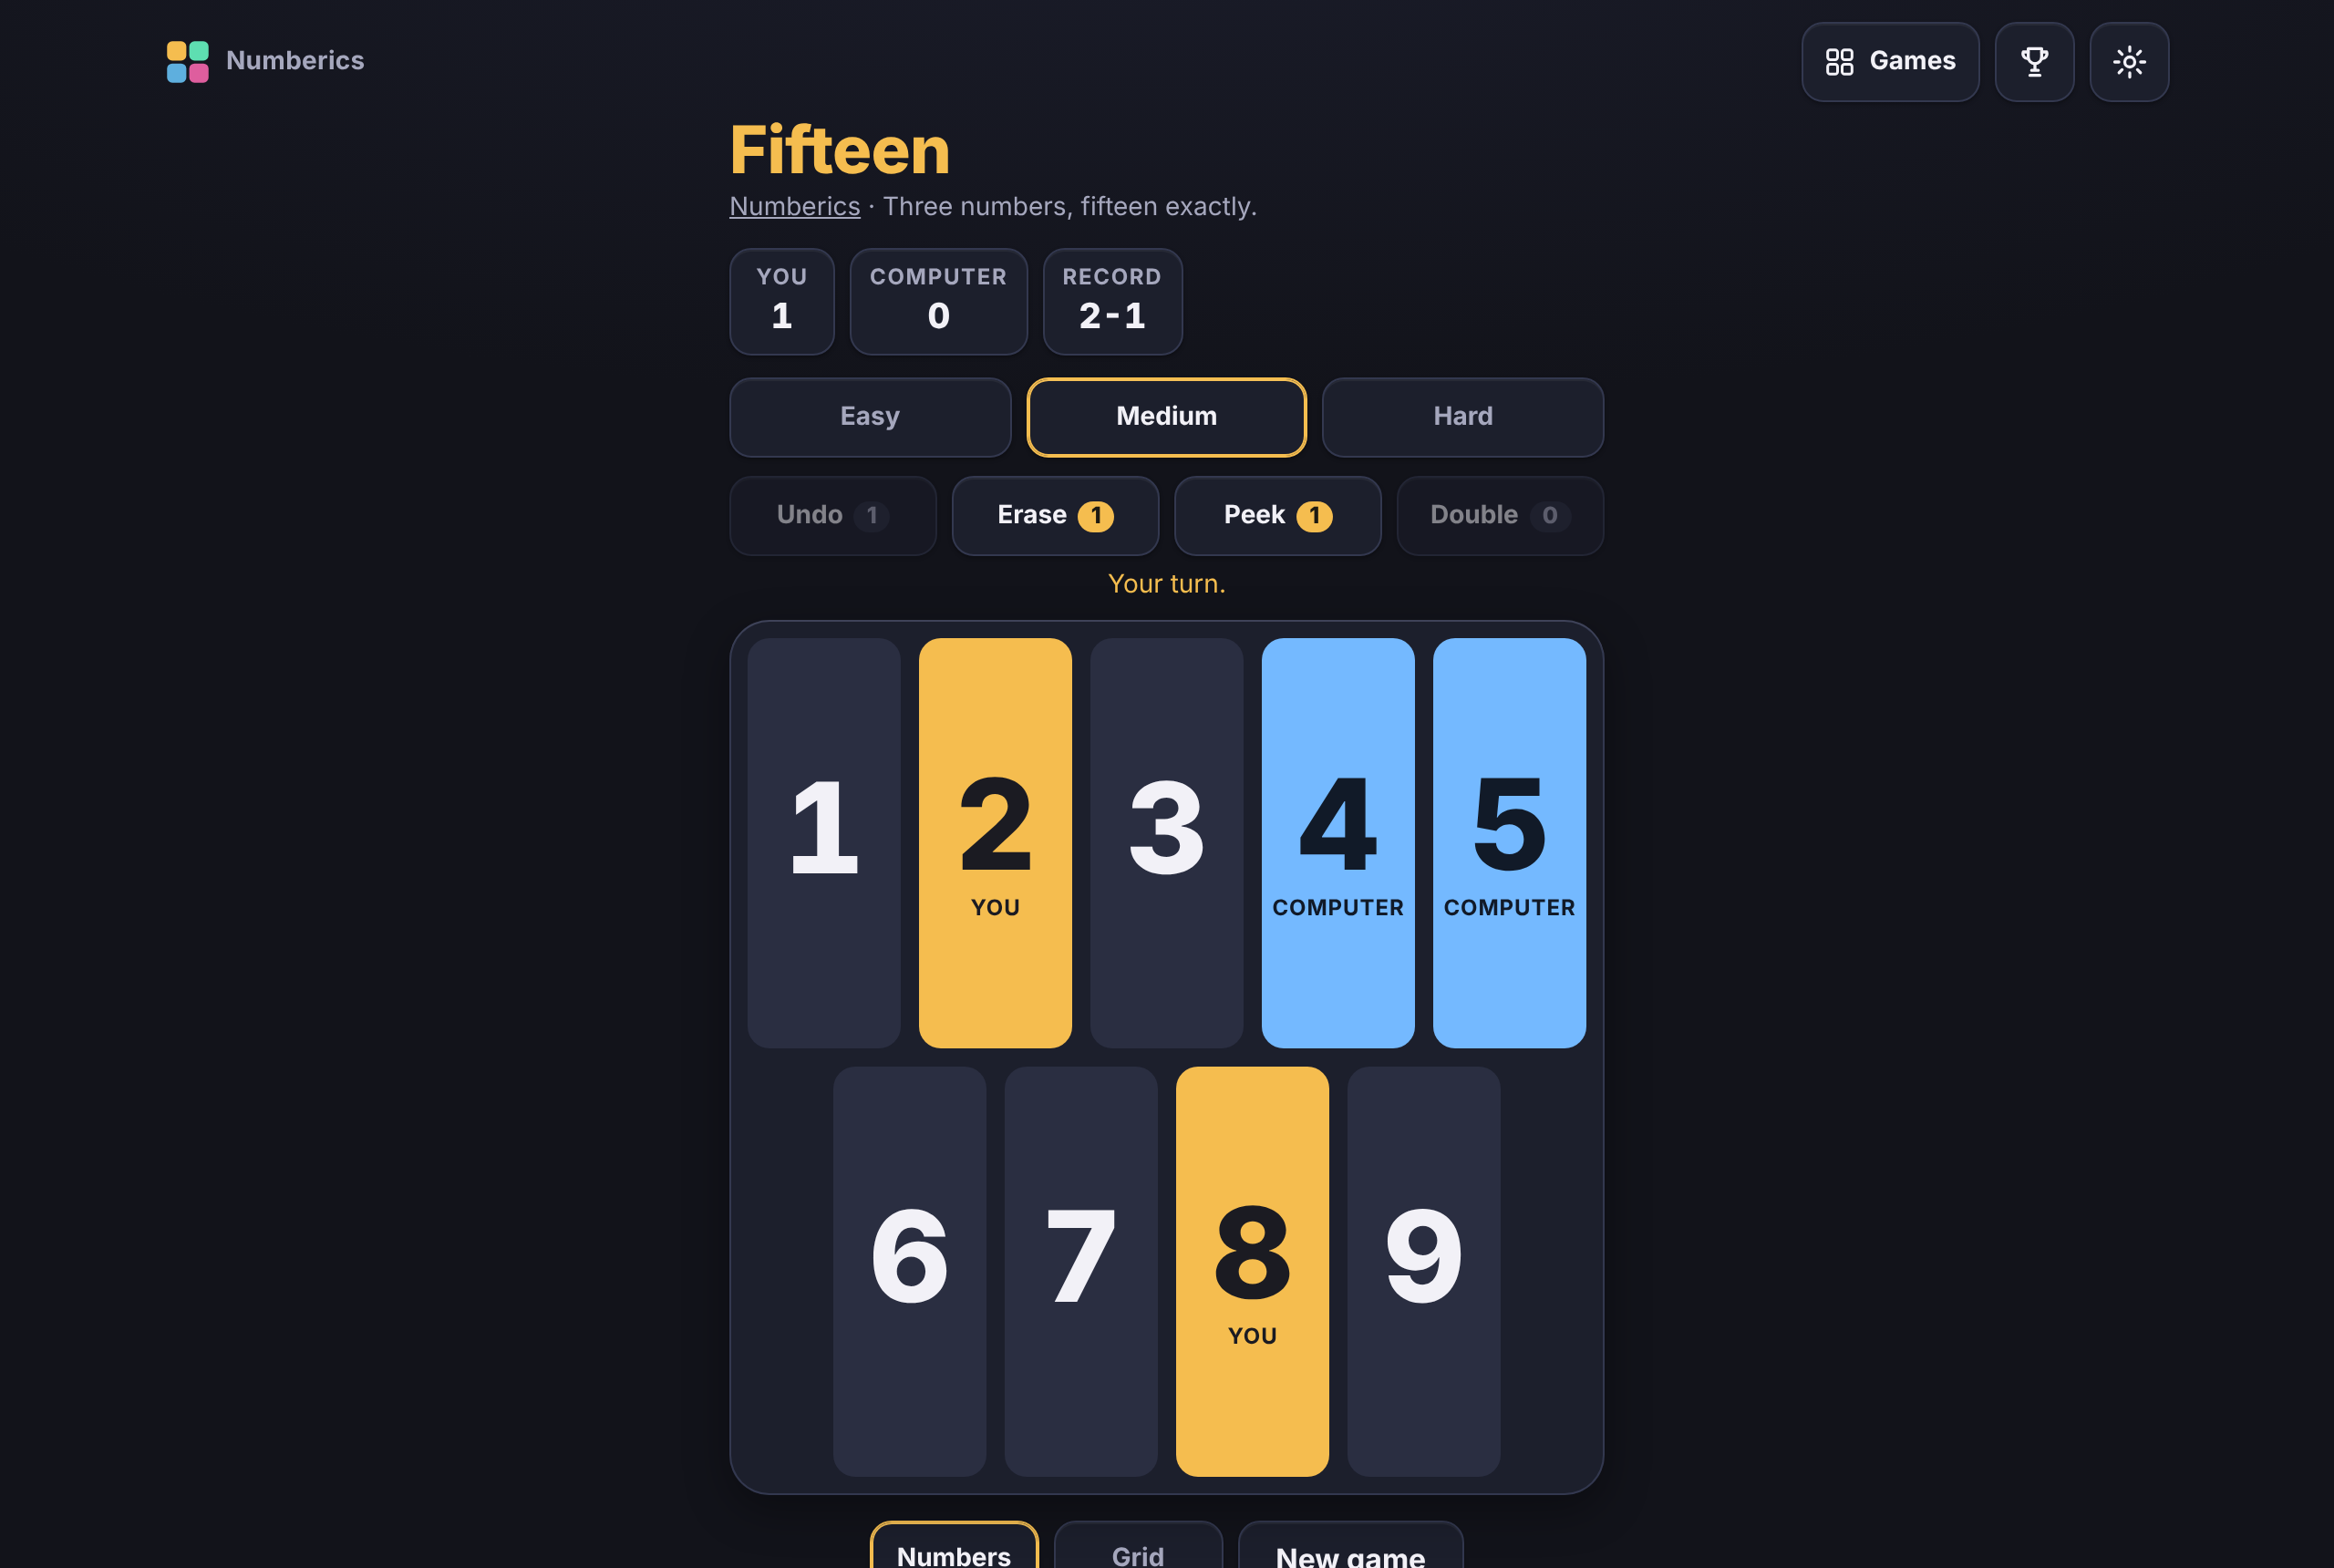 Numberics
Games
Fifteen
Numberics · Three numbers, fifteen exactly.
YOU COMPUTER RECORD
1 0 2-1
Easy Medium Hard
Undo 1 Erase 1 Peek 1 Double 0
Your turn.
1 2 3 4 5
YOU COMPUTER COMPUTER
6 7 8 9
YOU
Numbers Grid New game